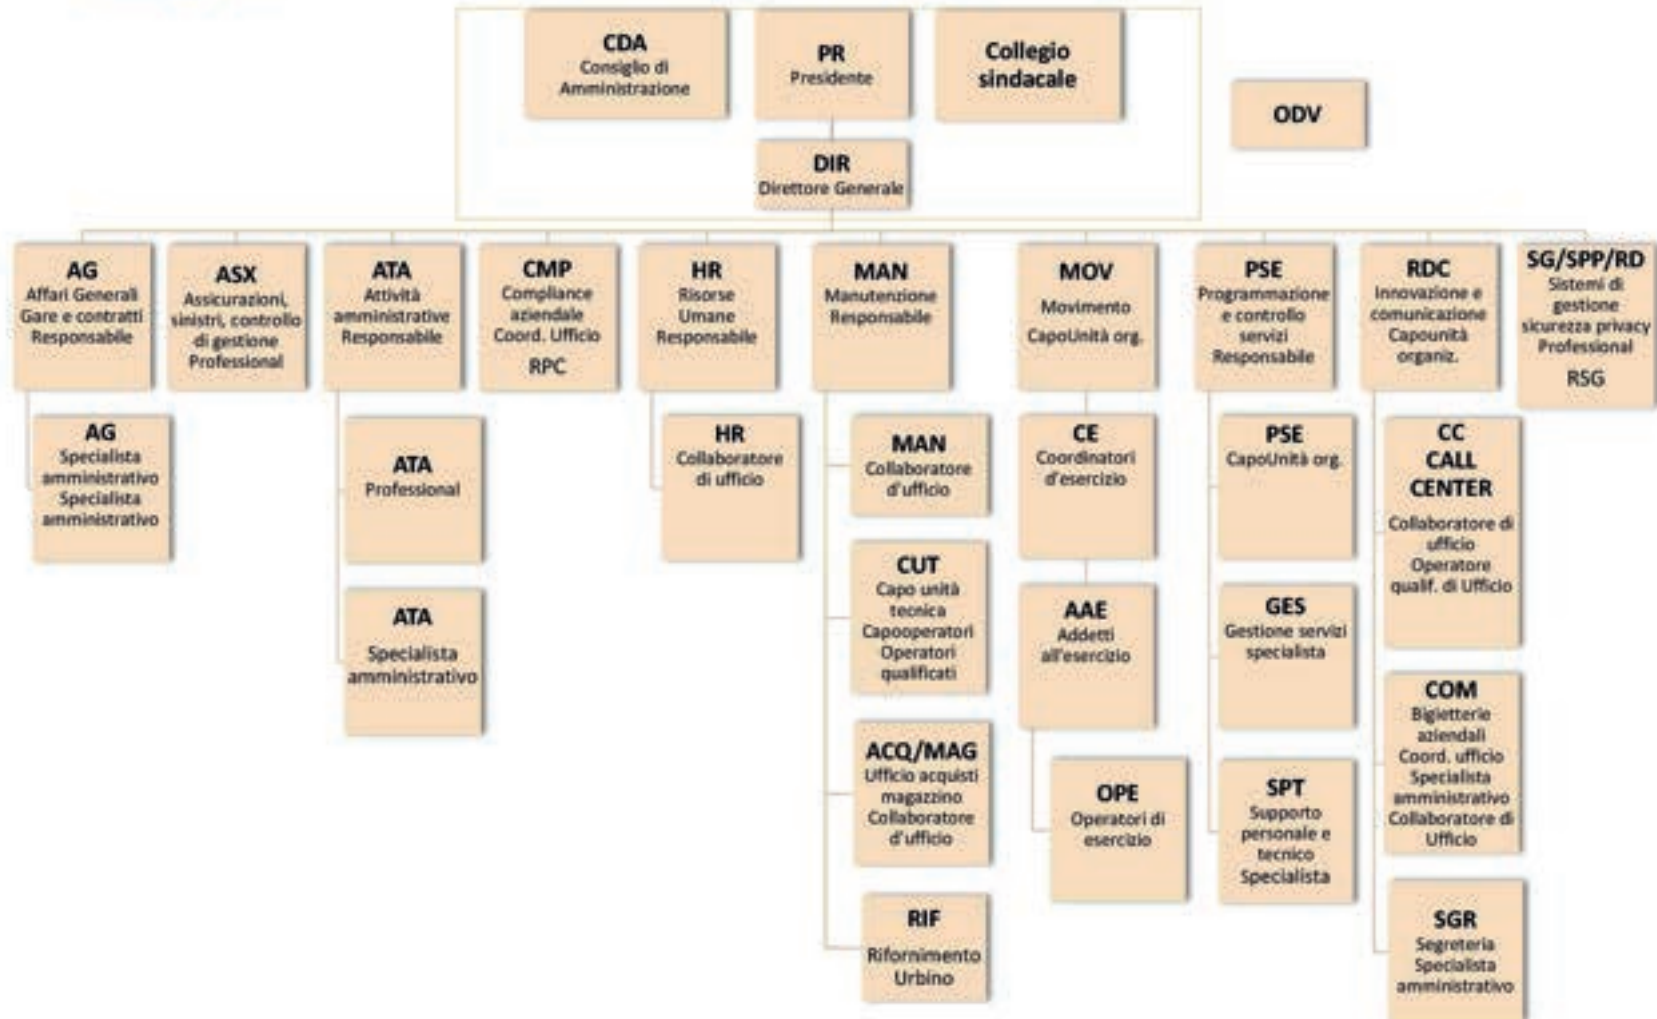 CDA
Consiglio di
Amministrazione
PR
Presidente
Collegio
sindacale
ODV
DIR
Direttore Generale
AG
Affari Generali
Gare e contratti
Responsabile
ASX
Assicurazioni,
sinistri, controllo
di gestione
Professional
ATA
Attività
amministrative
Responsabile
CMP
Compliance
aziendale
Coord. Ufficio
RPC
HR
Risorse
Umane
Responsabile
MAN
Manutenzione
Responsabile
MOV
Movimento
CapoUnità org.
PSE
Programmazione
e controllo
servizi
Responsabile
RDC
Innovazione e
comunicazione
Capounità
organiz.
SG/SPP/RD
Sistemi di
gestione
sicurezza privacy
Professional
RSG
AG
Specialista
amministrativo
Specialista
amministrativo
ATA
Professional
ATA
Specialista
amministrativo
HR
Collaboratore
di ufficio
MAN
Collaboratore
d'ufficio
CUT
Capo unità
tecnica
Capooperatori
Operatori
qualificati
ACQ/MAG
Ufficio acquisti
magazzino
Collaboratore
d'ufficio
RIF
Rifornimento
Urbino
CE
Coordinatori
d'esercizio
AAE
Addetti
all'esercizio
OPE
Operatori di
esercizio
PSE
CapoUnità org.
GES
Gestione servizi
specialista
SPT
Supporto
personale e
tecnico
Specialista
CC
CALL
CENTER
Collaboratore di
ufficio
Operatore
qualif. di Ufficio
COM
Bigietterie
aziendali
Coord. ufficio
Specialista
amministrativo
Collaboratore di
Ufficio
SGR
Segreteria
Specialista
amministrativo